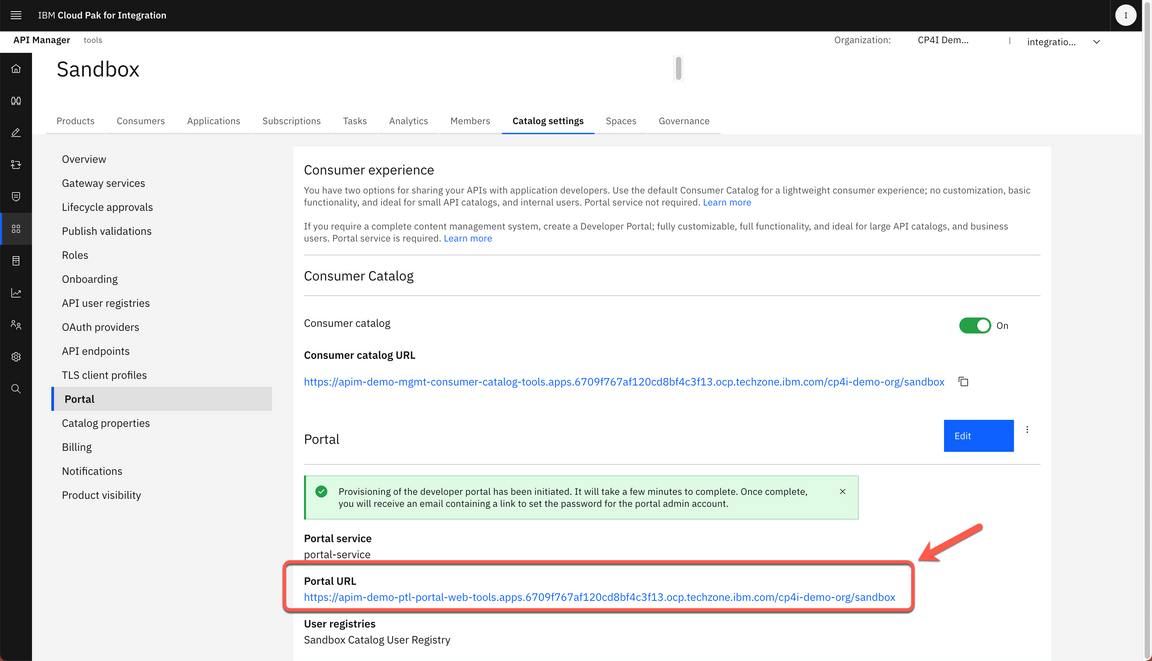 IBM Cloud Pak for Integration
I
API Manager tools
Organization: CP4I Dem... | integratio...
Sandbox
Products Consumers Applications Subscriptions Tasks Analytics Members Catalog settings Spaces Governance
Overview
Gateway services
Lifecycle approvals
Publish validations
Roles
Onboarding
API user registries
OAuth providers
API endpoints
TLS client profiles
Portal
Catalog properties
Billing
Notifications
Product visibility
Consumer experience
You have two options for sharing your APIs with application developers. Use the default Consumer Catalog for a lightweight consumer experience; no customization, basic
functionality, and ideal for small API catalogs, and internal users. Portal service not required. Learn more
If you require a complete content management system, create a Developer Portal; fully customizable, full functionality, and ideal for large API catalogs, and business
users. Portal service is required. Learn more
Consumer Catalog
Consumer catalog
On
Consumer catalog URL
https://apim-demo-mgmt-consumer-catalog-tools.apps.6709f767af120cd8bf4c3f13.ocp.techzone.ibm.com/cp4i-demo-org/sandbox
Portal
Edit
Provisioning of the developer portal has been initiated. It will take a few minutes to complete. Once complete,
you will receive an email containing a link to set the password for the portal admin account.
Portal service
portal-service
Portal URL
https://apim-demo-ptl-portal-web-tools.apps.6709f767af120cd8bf4c3f13.ocp.techzone.ibm.com/cp4i-demo-org/sandbox
User registries
Sandbox Catalog User Registry